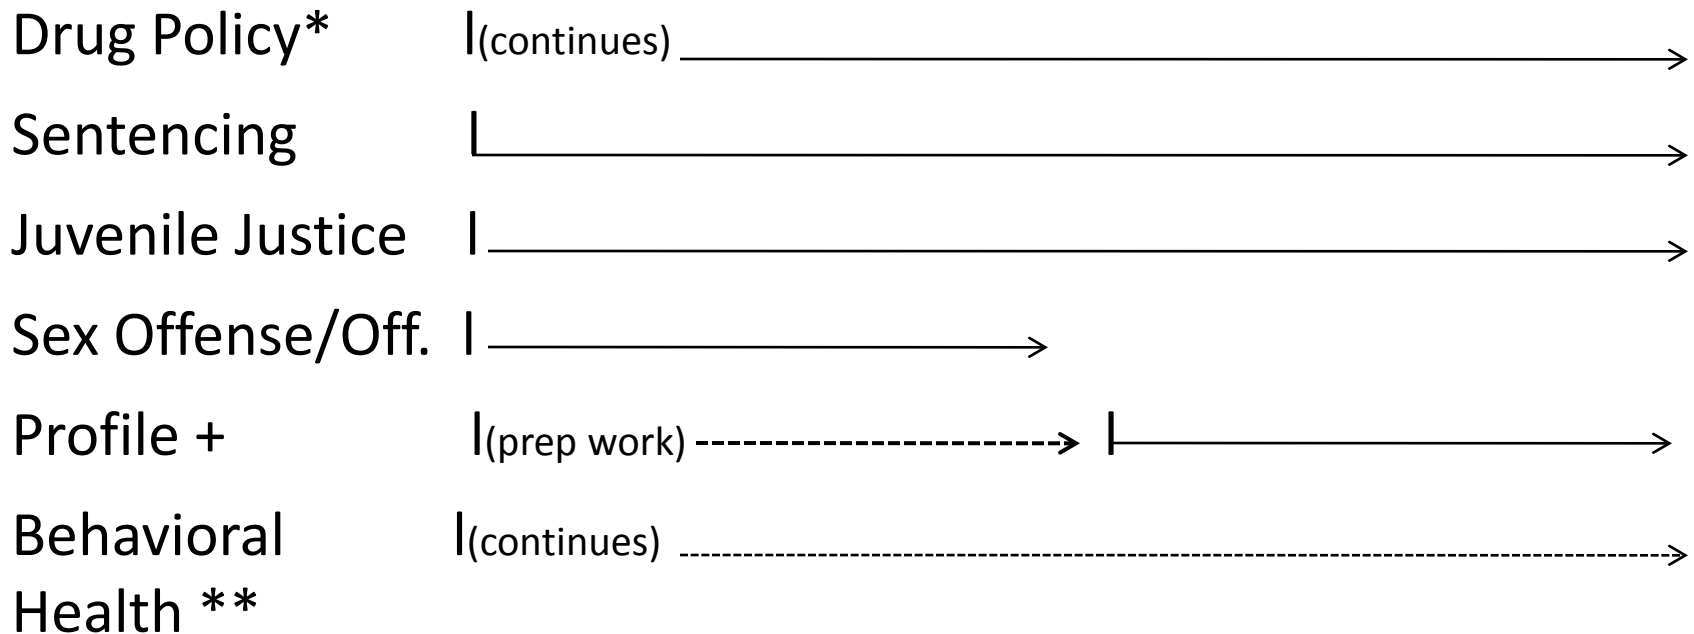 Drug Policy* |(continues)
Sentencing |
Juvenile Justice |
Sex Offense/Off. |
Profile + |(prep work) |
Behavioral |(continues)
Health **